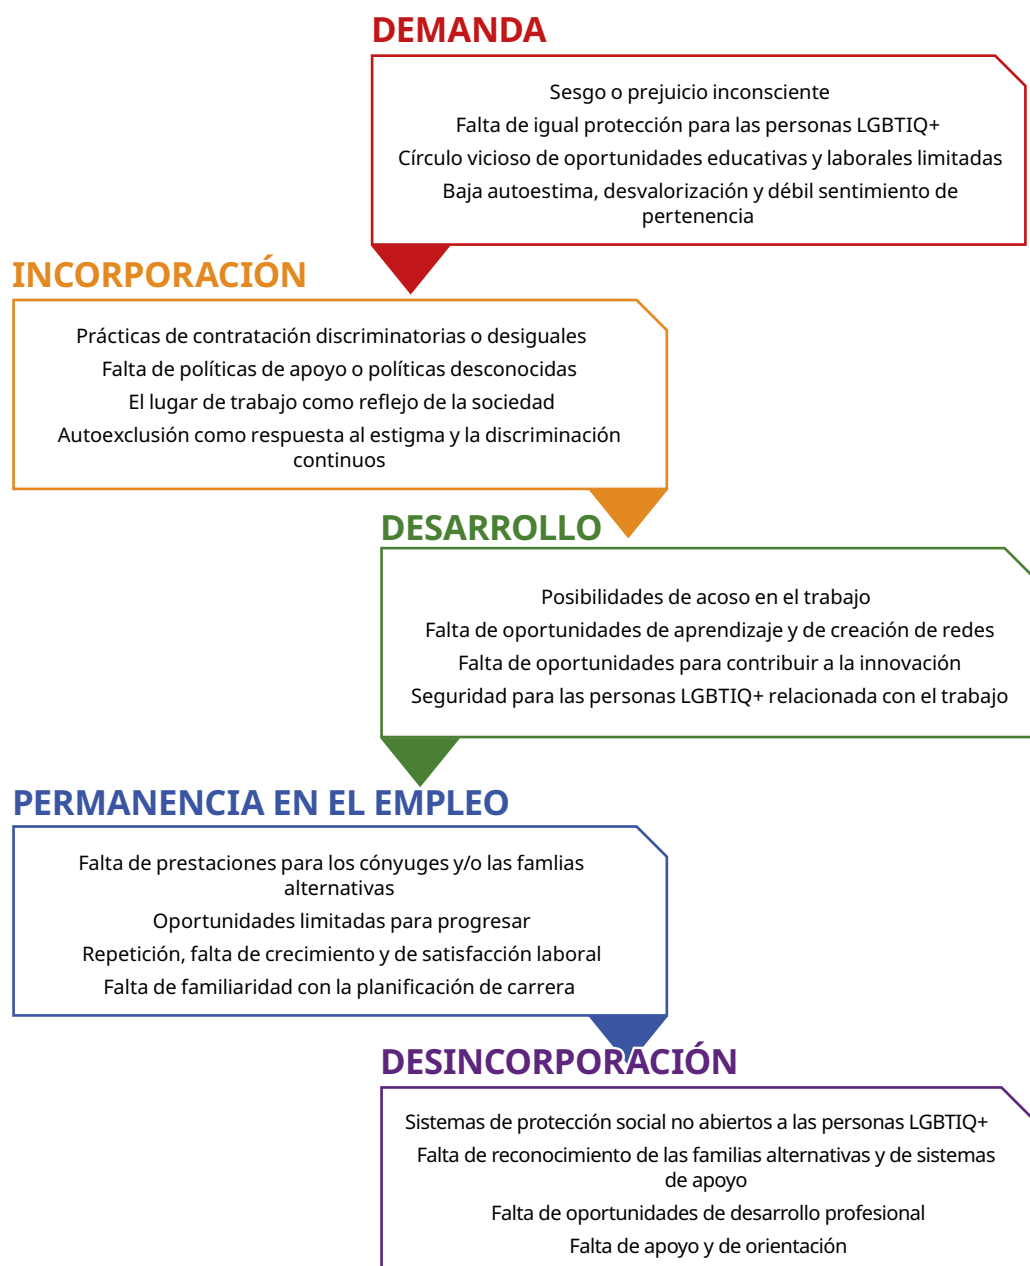 DEMANDA
Sesgo o prejuicio inconsciente
Falta de igual protección para las personas LGBTIQ+
Círculo vicioso de oportunidades educativas y laborales limitadas
Baja autoestima, desvalorización y débil sentimiento de
pertenencia
INCORPORACIÓN
Prácticas de contratación discriminatorias o desiguales
Falta de políticas de apoyo o políticas desconocidas
El lugar de trabajo como reflejo de la sociedad
Autoexclusión como respuesta al estigma y la discriminación
continuos
DESARROLLO
Posibilidades de acoso en el trabajo
Falta de oportunidades de aprendizaje y de creación de redes
Falta de oportunidades para contribuir a la innovación
Seguridad para las personas LGBTIQ+ relacionada con el trabajo
PERMANENCIA EN EL EMPLEO
Falta de prestaciones para los cónyuges y/o las famlias
alternativas
Oportunidades limitadas para progresar
Repetición, falta de crecimiento y de satisfacción laboral
Falta de familiaridad con la planificación de carrera
DESINCORPORACIÓN
Sistemas de protección social no abiertos a las personas LGBTIQ+
Falta de reconocimiento de las familias alternativas y de sistemas
de apoyo
Falta de oportunidades de desarrollo profesional
Falta de apoyo y de orientación